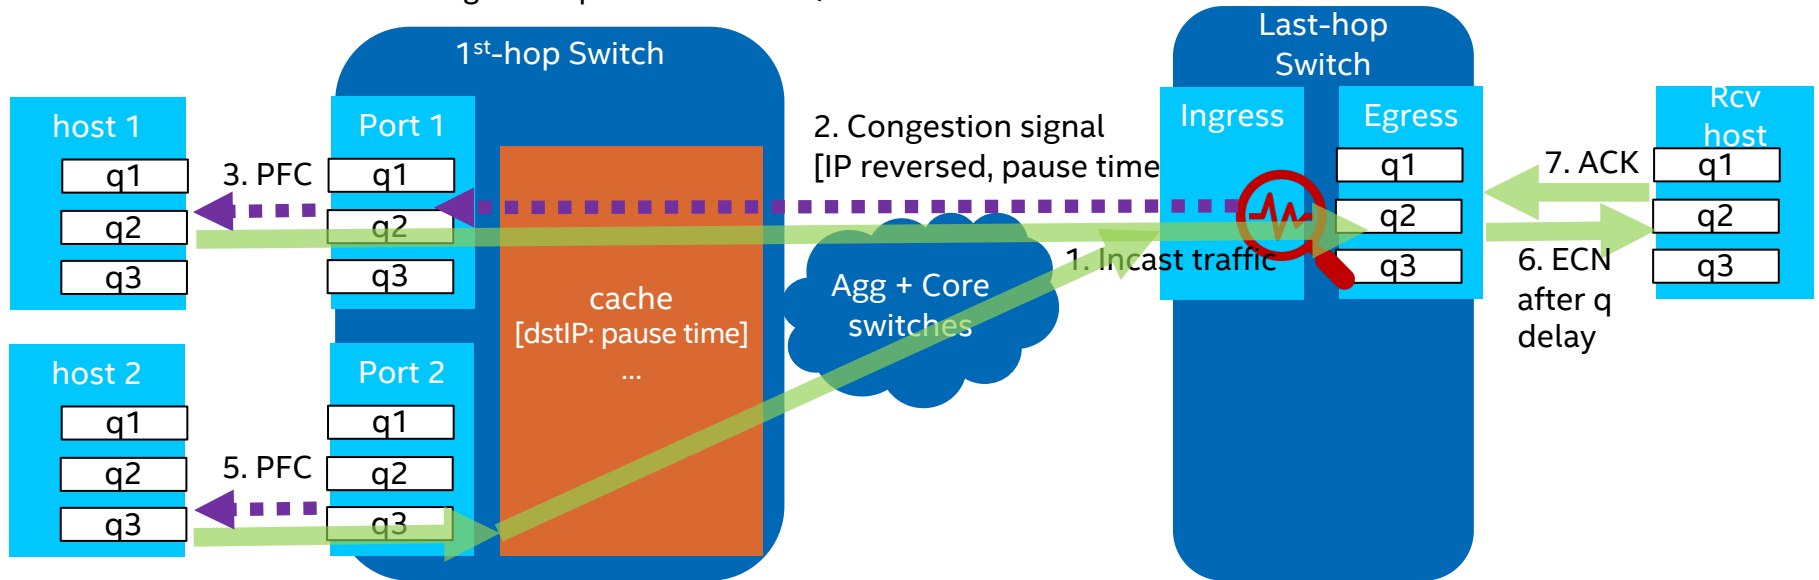 1st-hop Switch
Last-hop
Switch
host 1
q1
q2
q3
3. PFC
Port 1
q1
q2
q3
cache
[dstIP: pause time]
...
2. Congestion signal
[IP reversed, pause time
Agg + Core
switches
1. Incast traffic
Ingress
Egress
q1
q2
q3
7. ACK
6. ECN
after q
delay
Rcv
host
q1
q2
q3
host 2
q1
q2
q3
5. PFC
Port 2
q1
q2
q3